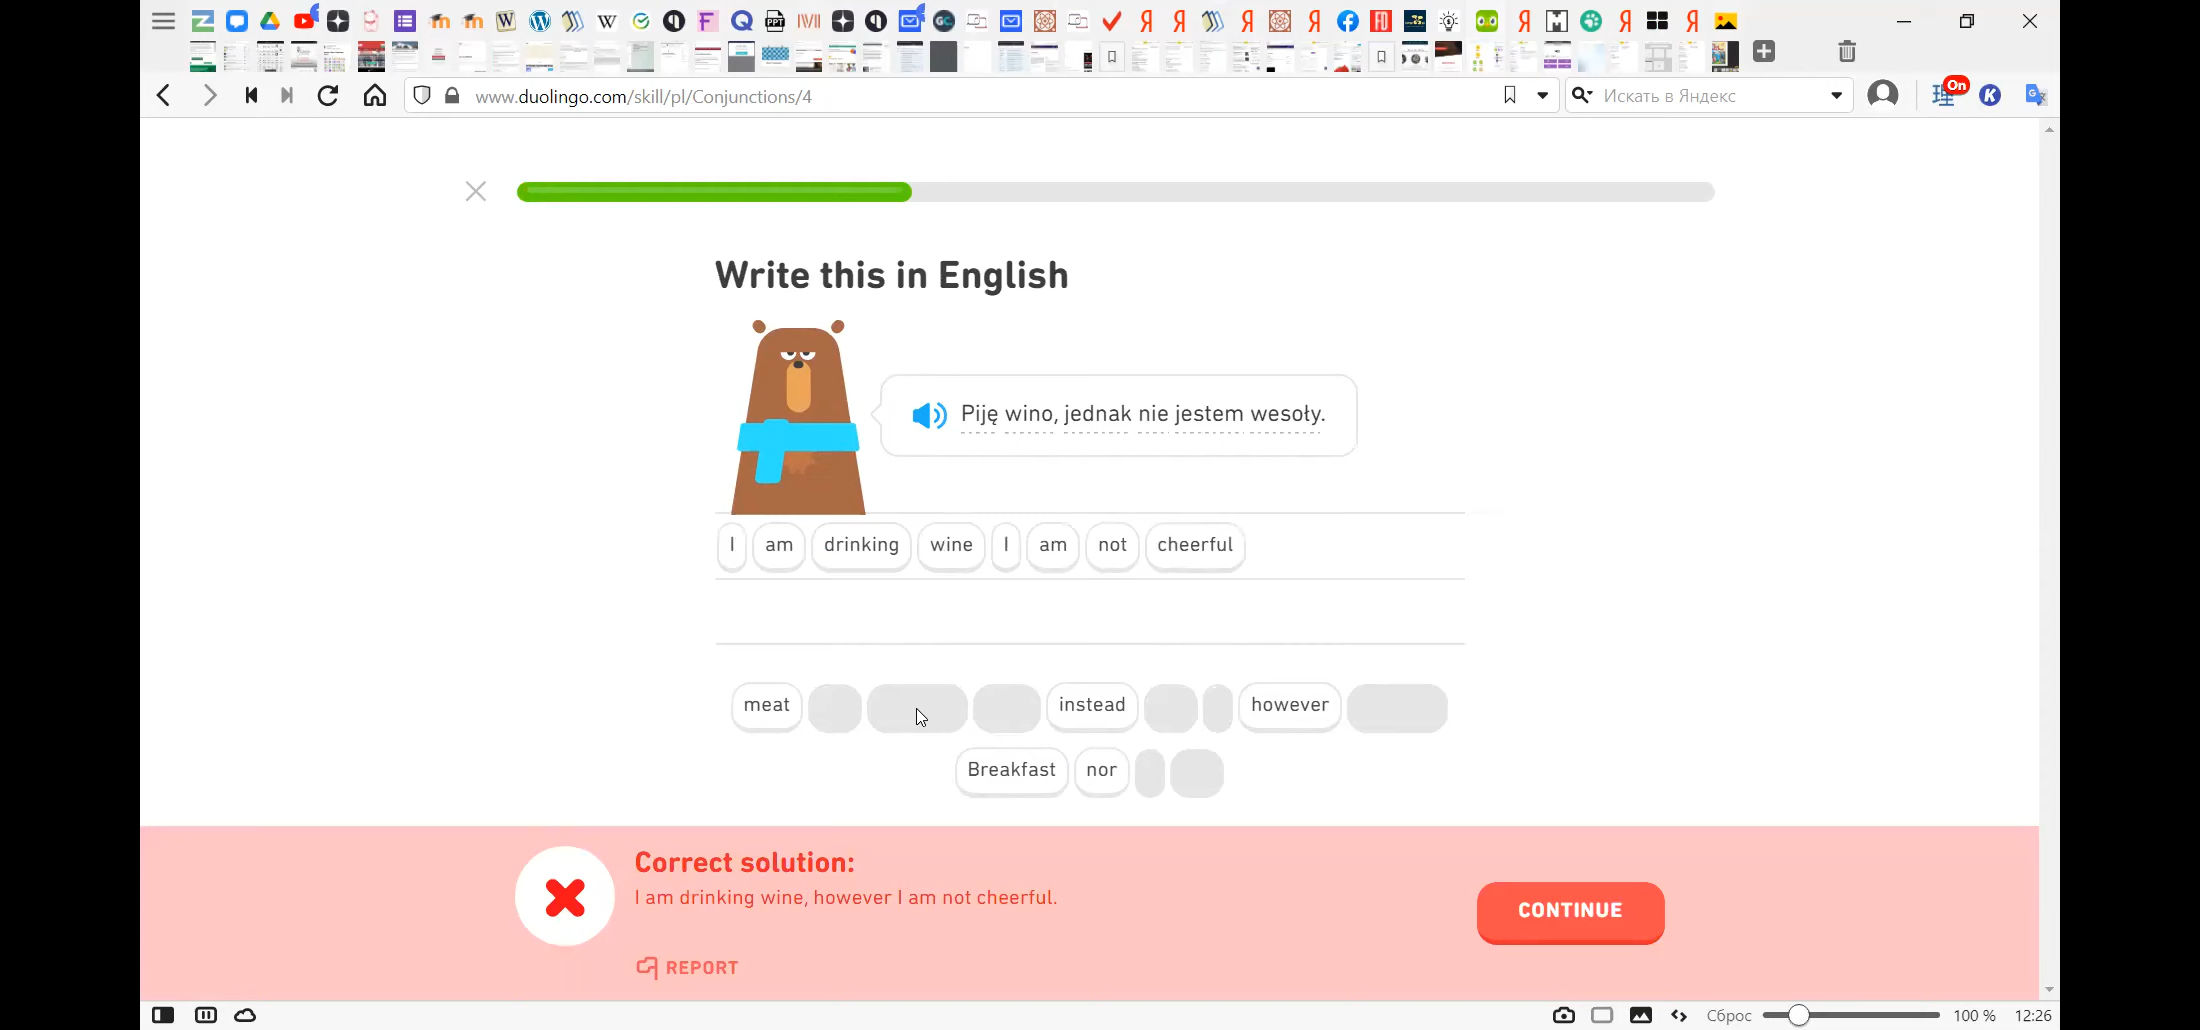 On
www.duolingo.com/skill/pl/Conjunctions/4
Искать в Яндекс
Write this in English
Piję wino, jednak nie jestem wesoły.
I am drinking wine I am not cheerful
meat instead however
Breakfast nor
Correct solution:
I am drinking wine, however I am not cheerful.
CONTINUE
REPORT
Сброс 100 % 12:26